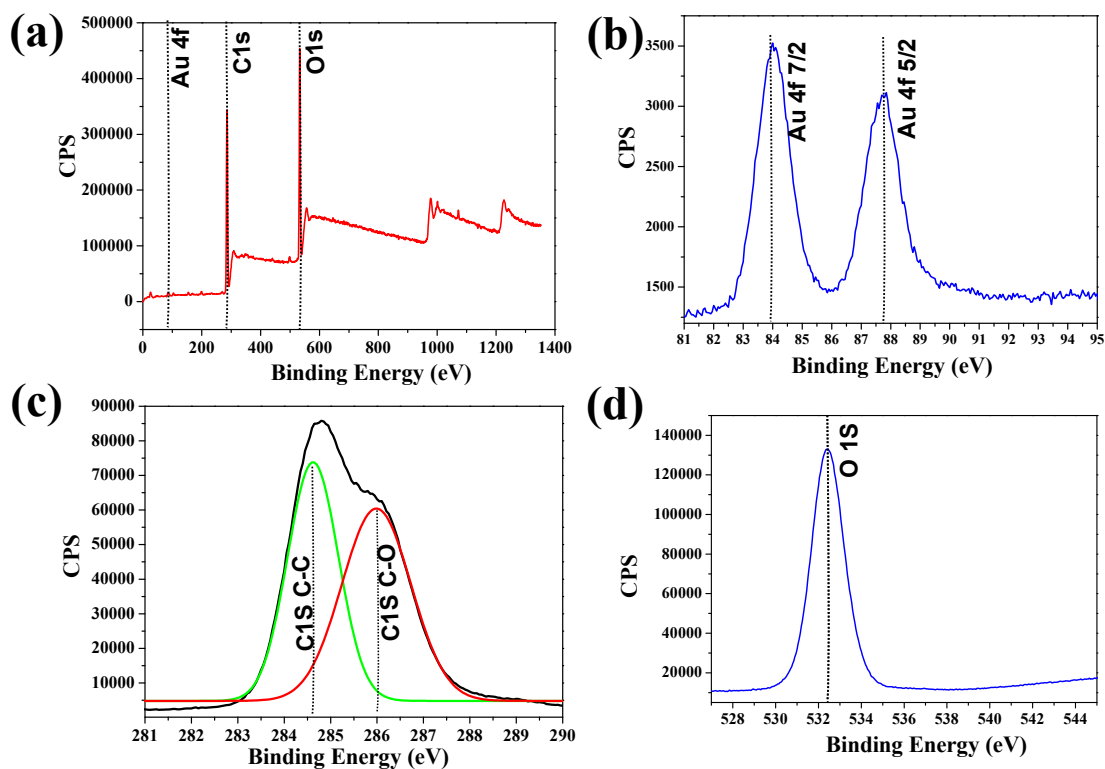 (a)
500000
400000
300000
200000
100000
0
CPS
Au 4f
C1s
O1s
0 200 400 600 800 1000 1200 1400
Binding Energy (eV)
(b)
3500
3000
2500
2000
1500
CPS
Au 4f 7/2
Au 4f 5/2
81 82 83 84 85 86 87 88 89 90 91 92 93 94 95
Binding Energy (eV)
(c)
90000
80000
70000
60000
50000
40000
30000
20000
10000
CPS
C1S C-C
C1S C-O
281 282 283 284 285 286 287 288 289 290
Binding Energy (eV)
(d)
140000
120000
100000
80000
60000
40000
20000
CPS
O 1S
528 530 532 534 536 538 540 542 544
Binding Energy (eV)